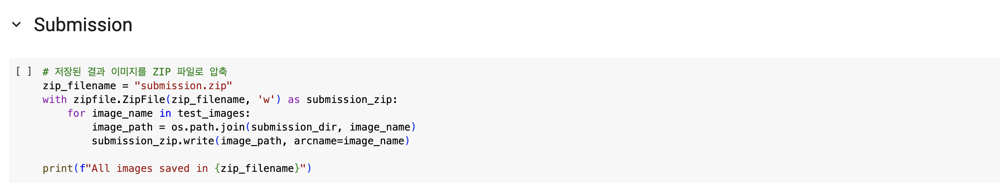 Submission
[ ] # 저장된 결과 이미지를 ZIP 파일로 압축
zip_filename = "submission.zip"
with zipfile.ZipFile(zip_filename, 'w') as submission_zip:
    for image_name in test_images:
        image_path = os.path.join(submission_dir, image_name)
        submission_zip.write(image_path, arcname=image_name)
print(f"All images saved in {zip_filename}")